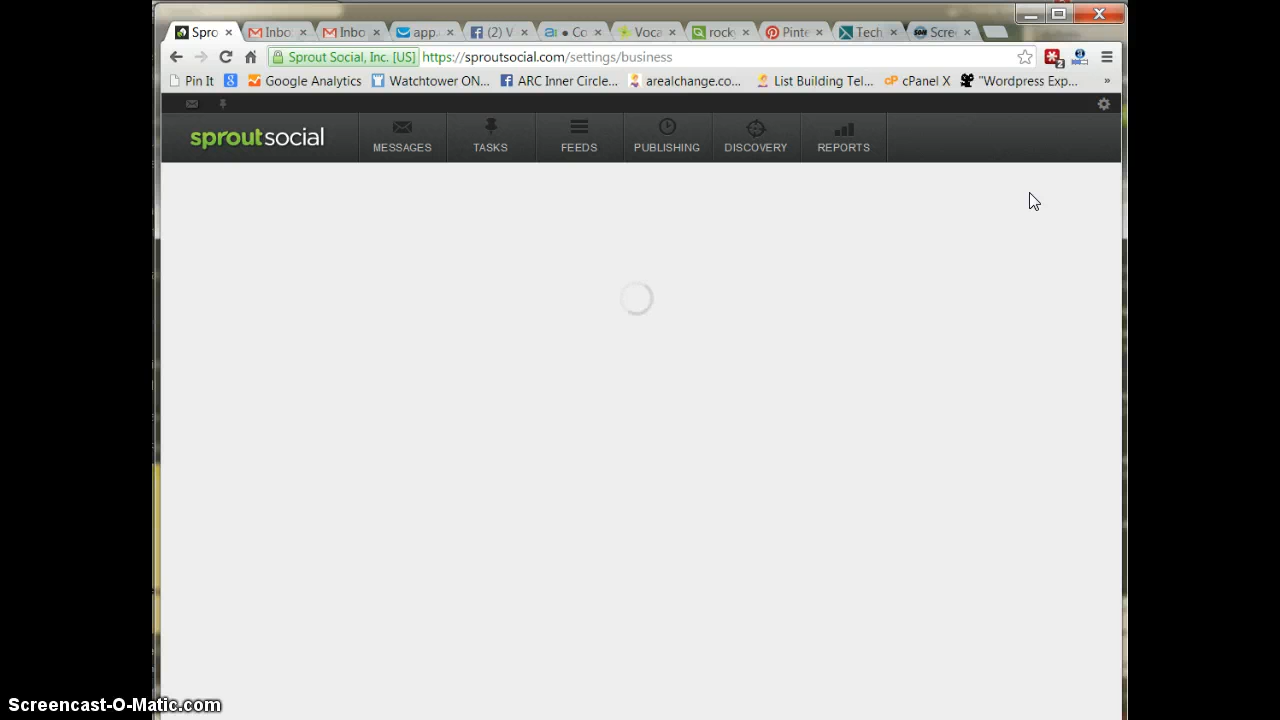 Spro Inbo Inbo app. (2) V Co Voca rock Pinte Tech Scre
Sprout Social, Inc. [US] https://sproutsocial.com/settings/business
Pin It Google Analytics Watchtower ON... ARC Inner Circle... arealchange.co... List Building Tel... cPanel X "Wordpress Exp... »
sproutsocial
MESSAGES TASKS FEEDS PUBLISHING DISCOVERY REPORTS
Screencast-O-Matic.com